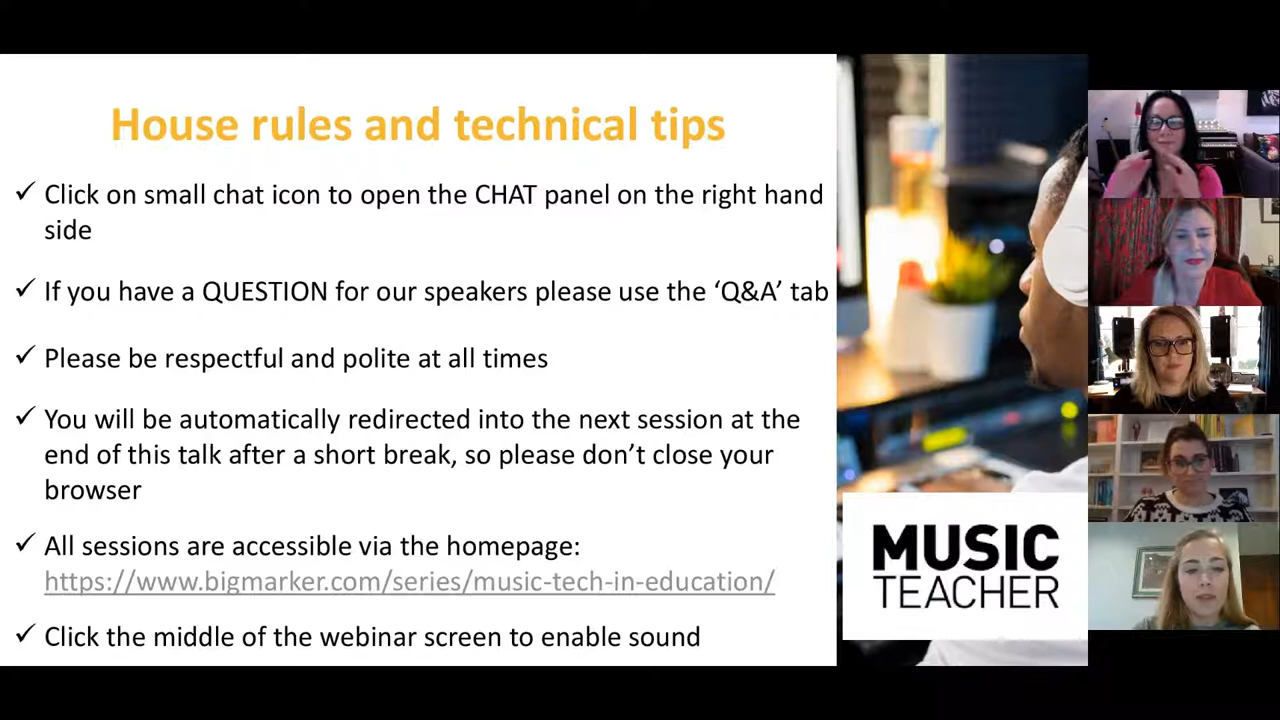 House rules and technical tips
✓ Click on small chat icon to open the CHAT panel on the right hand
side
✓ If you have a QUESTION for our speakers please use the ‘Q&A’ tab
✓ Please be respectful and polite at all times
✓ You will be automatically redirected into the next session at the
end of this talk after a short break, so please don’t close your
browser
✓ All sessions are accessible via the homepage:
https://www.bigmarker.com/series/music-tech-in-education/
✓ Click the middle of the webinar screen to enable sound
MUSIC
TEACHER